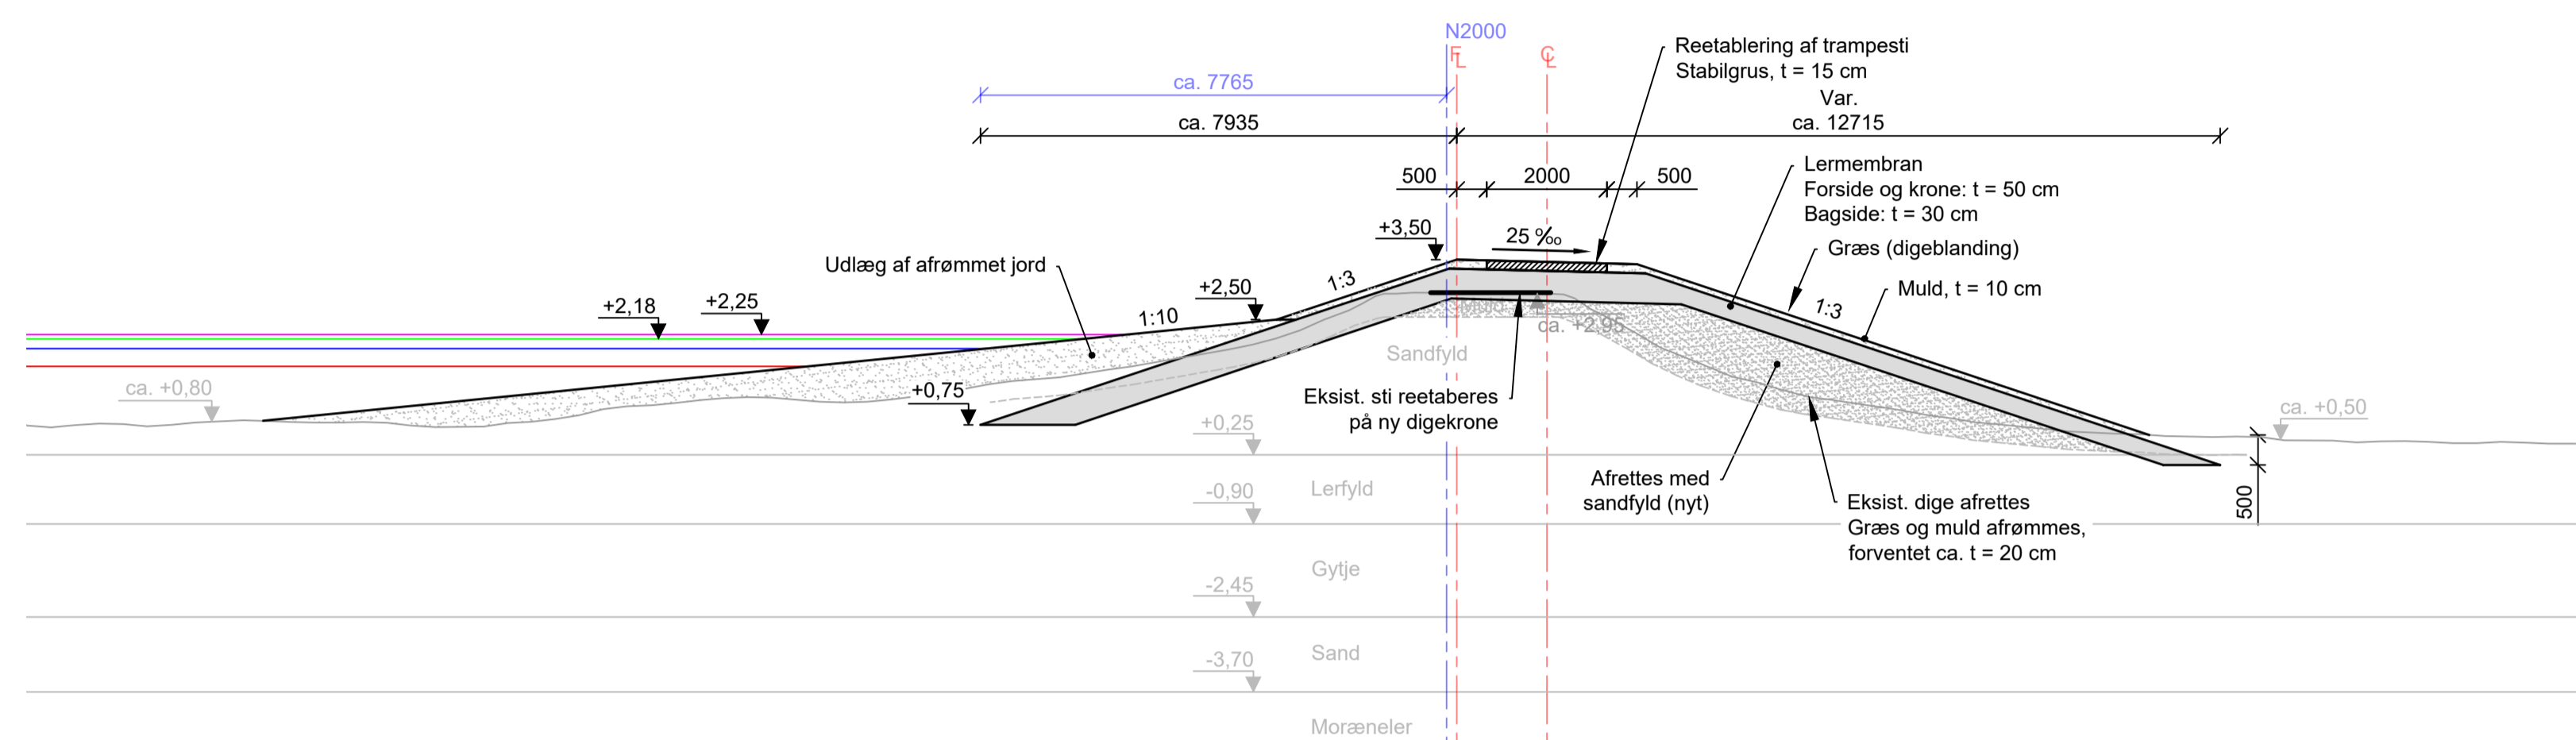 N2000
FL
CL
Reetablering af trampesti
Stabilgrus, t = 15 cm
ca. 7765
Var.
ca. 7935
ca. 12715
500
2000
500
Lermembran
Forside og krone: t = 50 cm
Bagside: t = 30 cm
+3,50
25 ‰
Græs (digeblanding)
Udlæg af afrømmet jord
1:3
+2,50
Muld, t = 10 cm
+2,18
+2,25
1:10
1:3
ca. +2,95
Sandfyld
ca. +0,80
+0,75
Eksist. sti reetaberes
på ny digekrone
ca. +0,50
+0,25
Afrettes med
sandfyld (nyt)
-0,90
Lerfyld
Eksist. dige afrettes
Græs og muld afrømmes,
forventet ca. t = 20 cm
500
Gytje
-2,45
Sand
-3,70
Moræneler